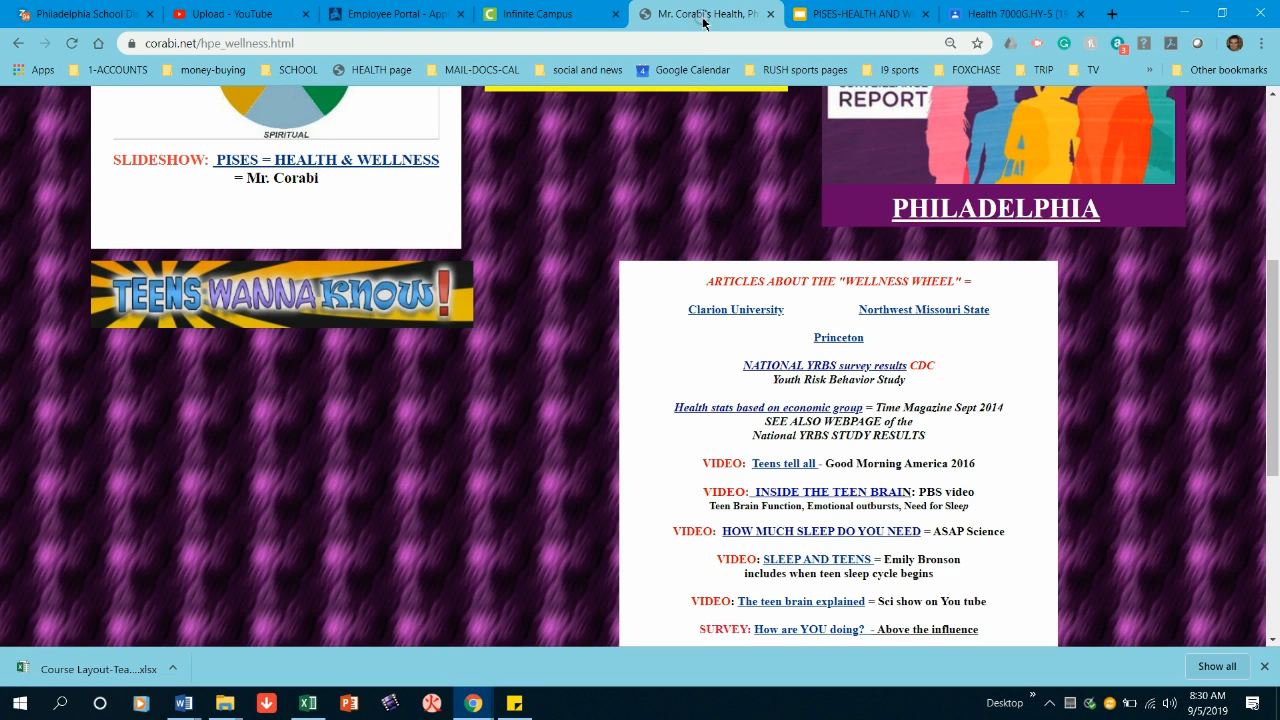 Philadelphia School Di
Upload - YouTube
Employee Portal - Appl
Infinite Campus
Mr. Corabi's Health, Ph
PISES-HEALTH AND W
Health 7000G.HY-5 (19
corabi.net/hpe_wellness.html
3
Apps
1-ACCOUNTS
money-buying
SCHOOL
HEALTH page
MAIL-DOCS-CAL
social and news
4
Google Calendar
RUSH sports pages
I9 sports
FOXCHASE
TRIP
TV
»
Other bookmarks
SPIRITUAL
SLIDESHOW: PISES = HEALTH & WELLNESS
= Mr. Corabi
REPORT
PHILADELPHIA
TEENS WANNA KNOW!
ARTICLES ABOUT THE "WELLNESS WHEEL" =
Clarion University
Northwest Missouri State
Princeton
NATIONAL YRBS survey results CDC
Youth Risk Behavior Study
Health stats based on economic group = Time Magazine Sept 2014
SEE ALSO WEBPAGE of the
National YRBS STUDY RESULTS
VIDEO: Teens tell all - Good Morning America 2016
VIDEO: INSIDE THE TEEN BRAIN: PBS video
Teen Brain Function, Emotional outbursts, Need for Sleep
VIDEO: HOW MUCH SLEEP DO YOU NEED = ASAP Science
VIDEO: SLEEP AND TEENS = Emily Bronson
includes when teen sleep cycle begins
VIDEO: The teen brain explained = Sci show on You tube
SURVEY: How are YOU doing? - Above the influence
Course Layout-Tea....xlsx
Show all
Desktop
»
8:30 AM
9/5/2019